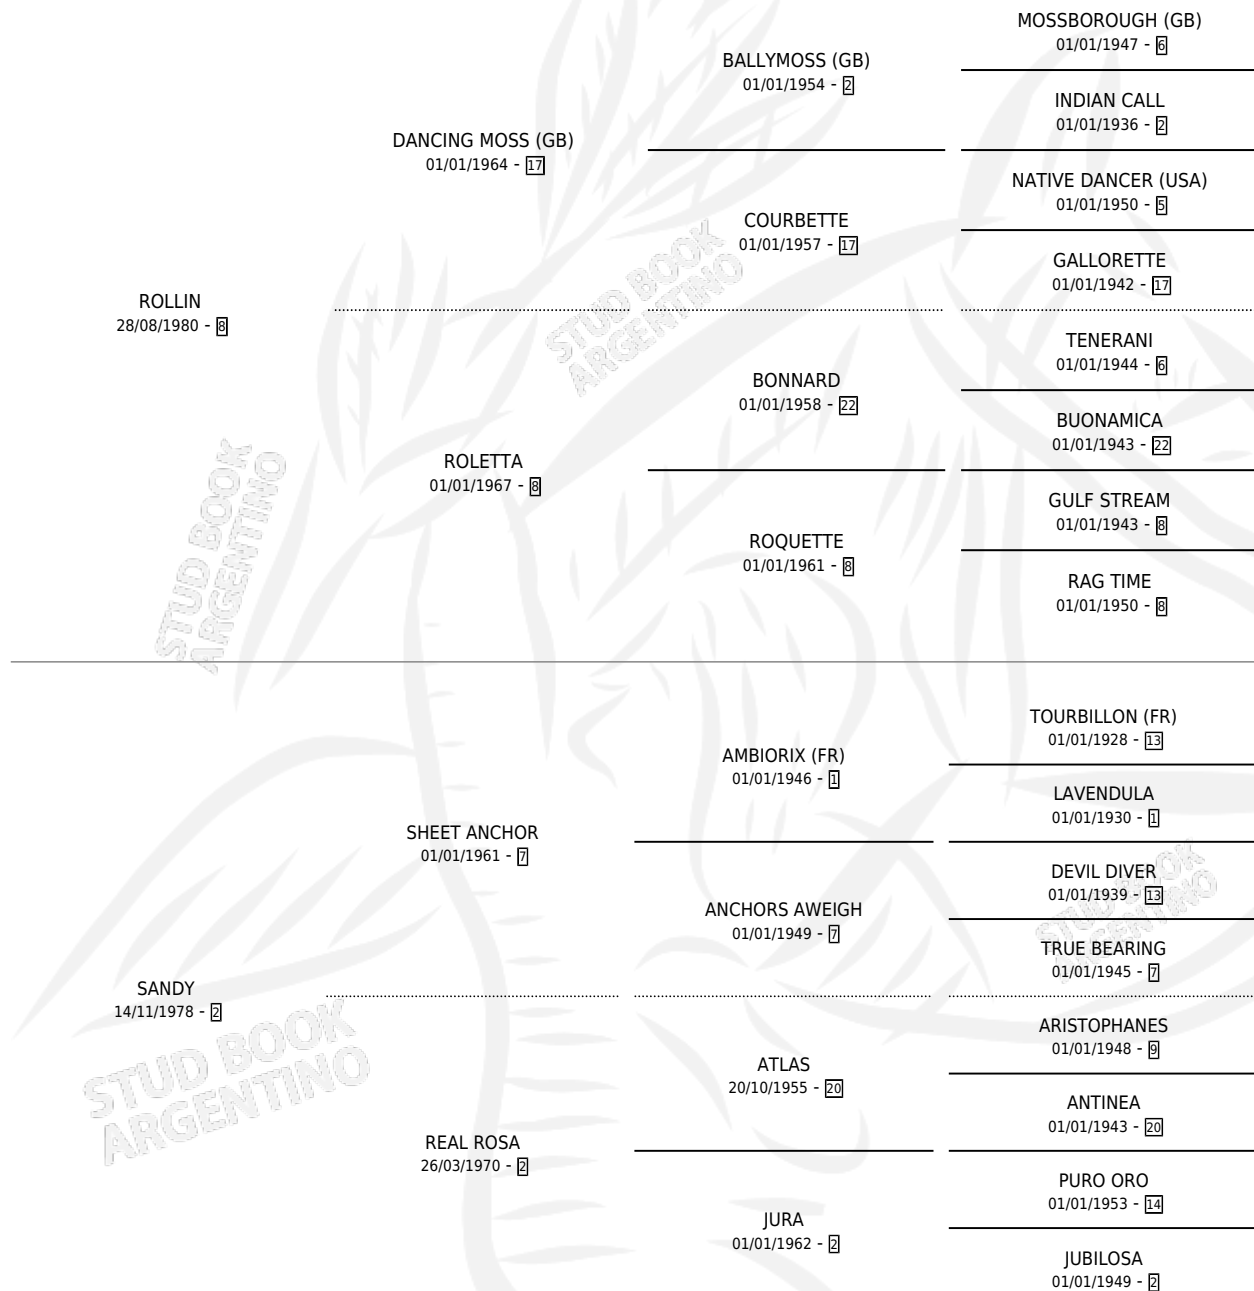 MOSSBOROUGH (GB)
01/01/1947 - 6
BALLYMOSS (GB)
01/01/1954 - 2
INDIAN CALL
01/01/1936 - 2
DANCING MOSS (GB)
01/01/1964 - 17
NATIVE DANCER (USA)
01/01/1950 - 5
COURBETTE
01/01/1957 - 17
GALLORETTE
01/01/1942 - 17
ROLLIN
28/08/1980 - 8
TENERANI
01/01/1944 - 6
BONNARD
01/01/1958 - 22
BUONAMICA
01/01/1943 - 22
ROLETTA
01/01/1967 - 8
GULF STREAM
01/01/1943 - 8
ROQUETTE
01/01/1961 - 8
RAG TIME
01/01/1950 - 8
STUD BOOK
ARGENTINO
STUD BOOK
ARGENTINO
TOURBILLON (FR)
01/01/1928 - 13
AMBIORIX (FR)
01/01/1946 - 1
LAVENDULA
01/01/1930 - 1
SHEET ANCHOR
01/01/1961 - 7
DEVIL DIVER
01/01/1939 - 13
ANCHORS AWEIGH
01/01/1949 - 7
TRUE BEARING
01/01/1945 - 7
SANDY
14/11/1978 - 2
ARISTOPHANES
01/01/1948 - 9
ATLAS
20/10/1955 - 20
ANTINEA
01/01/1943 - 20
REAL ROSA
26/03/1970 - 2
PURO ORO
01/01/1953 - 14
JURA
01/01/1962 - 2
JUBILOSA
01/01/1949 - 2
STUD BOOK
ARGENTINO
STUD BOOK
ARGENTINO